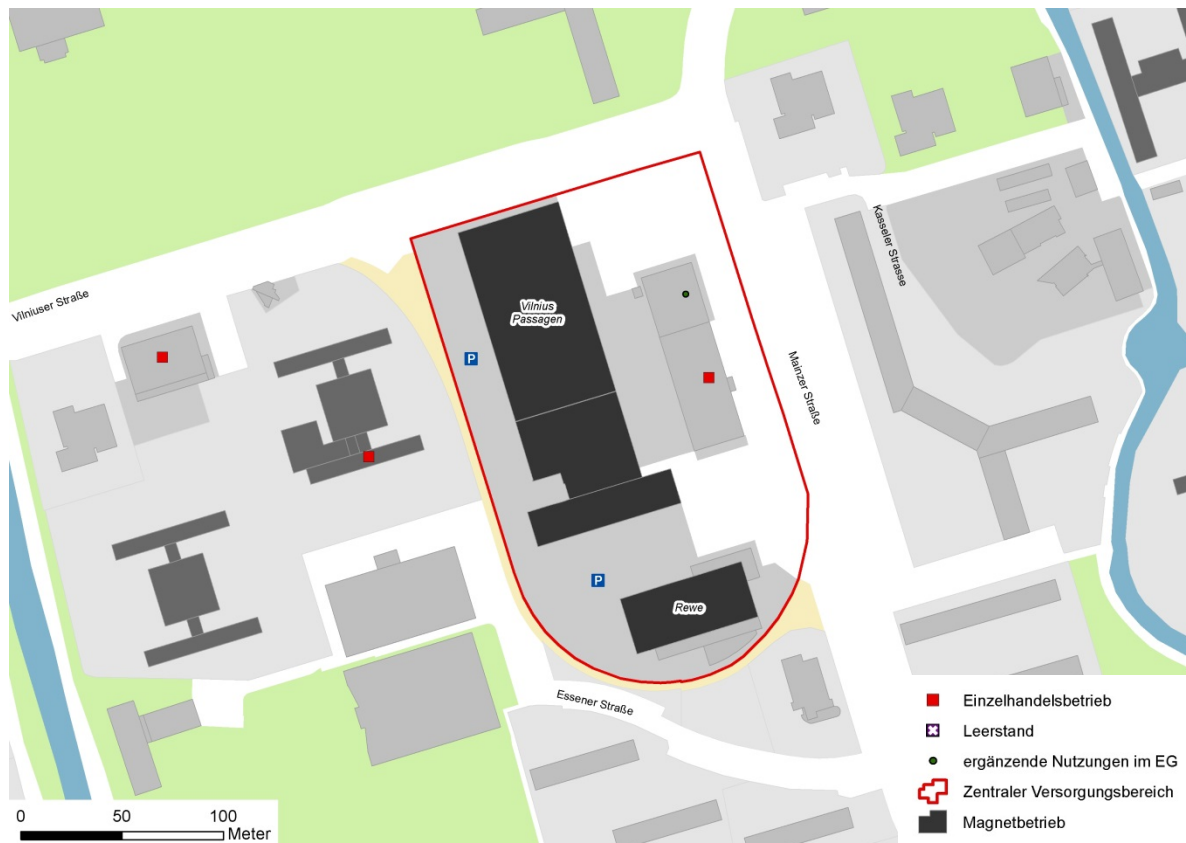 Kasseler Strasse
Vilniuser Straße
Vilnius
Passagen
P
Mainzer Straße
P
Rewe
Essener Straße
Einzelhandelsbetrieb
Leerstand
ergänzende Nutzungen im EG
Zentraler Versorgungsbereich
Magnetbetrieb
0 50 100
Meter